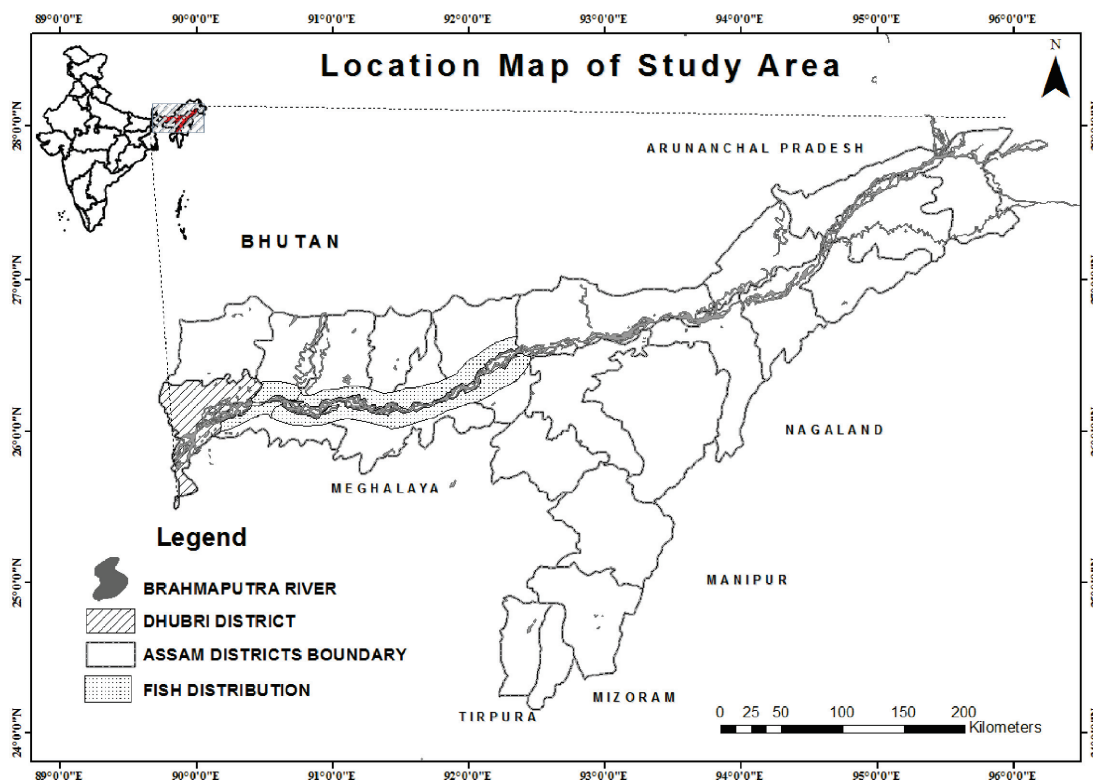 89°0'0"E 90°0'0"E 91°0'0"E 92°0'0"E 93°0'0"E 94°0'0"E 95°0'0"E 96°0'0"E
Location Map of Study Area
N
28°0'0"N
27°0'0"N
26°0'0"N
25°0'0"N
24°0'0"N
ARUNANCHAL PRADESH
BHUTAN
NAGALAND
MEGHALAYA
MANIPUR
MIZORAM
TIRPURA
Legend
BRAHMAPUTRA RIVER
DHUBRI DISTRICT
ASSAM DISTRICTS BOUNDARY
FISH DISTRIBUTION
0 25 50 100 150 200
Kilometers
89°0'0"E 90°0'0"E 91°0'0"E 92°0'0"E 93°0'0"E 94°0'0"E 95°0'0"E 96°0'0"E